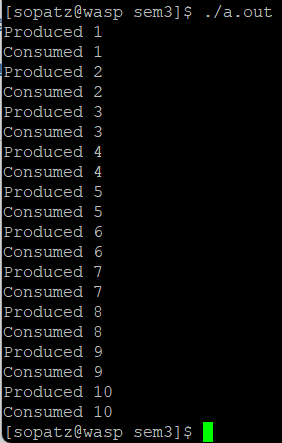 [sopatz@wasp sem3]$ ./a.out
Produced 1
Consumed 1
Produced 2
Consumed 2
Produced 3
Consumed 3
Produced 4
Consumed 4
Produced 5
Consumed 5
Produced 6
Consumed 6
Produced 7
Consumed 7
Produced 8
Consumed 8
Produced 9
Consumed 9
Produced 10
Consumed 10
[sopatz@wasp sem3]$